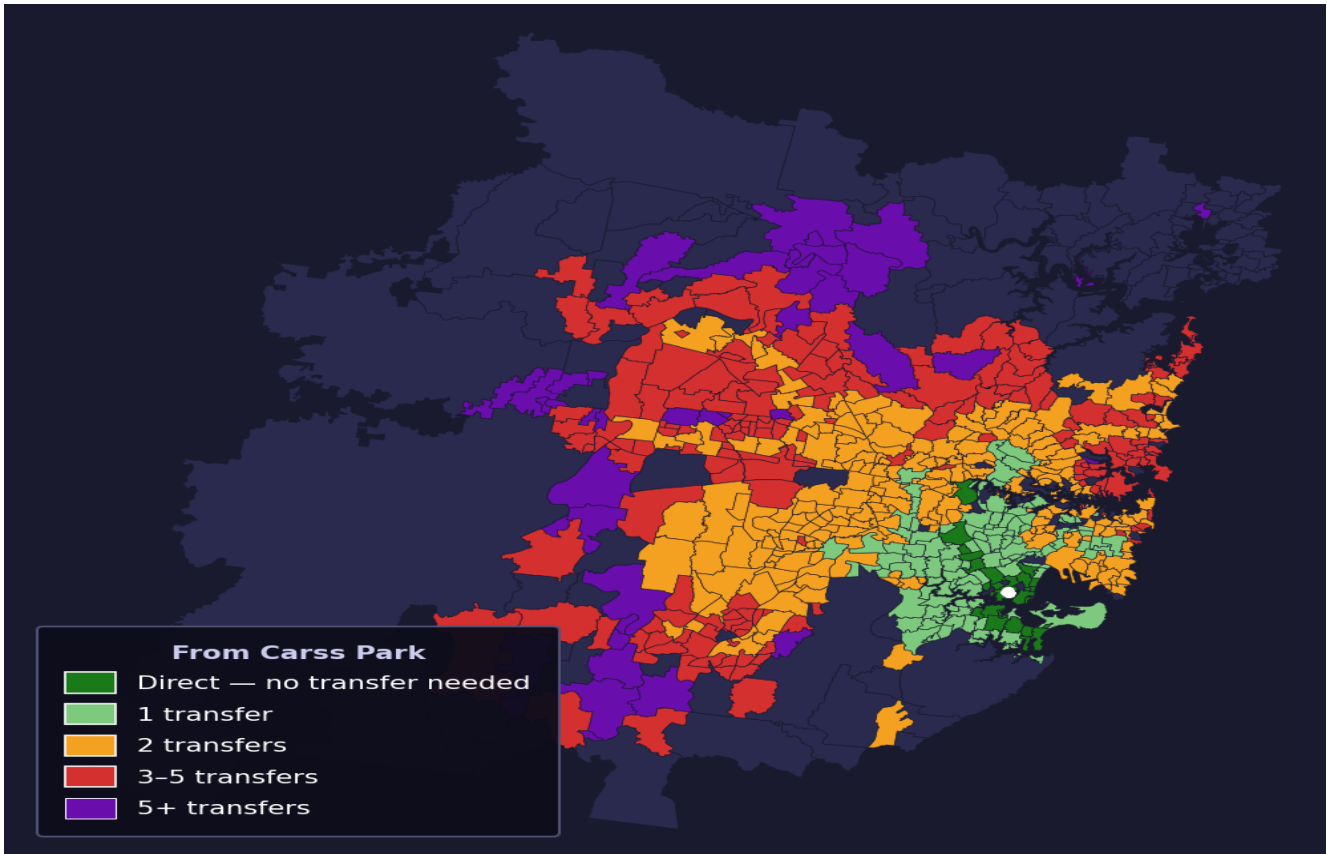 From Carss Park
Direct — no transfer needed
1 transfer
2 transfers
3–5 transfers
5+ transfers